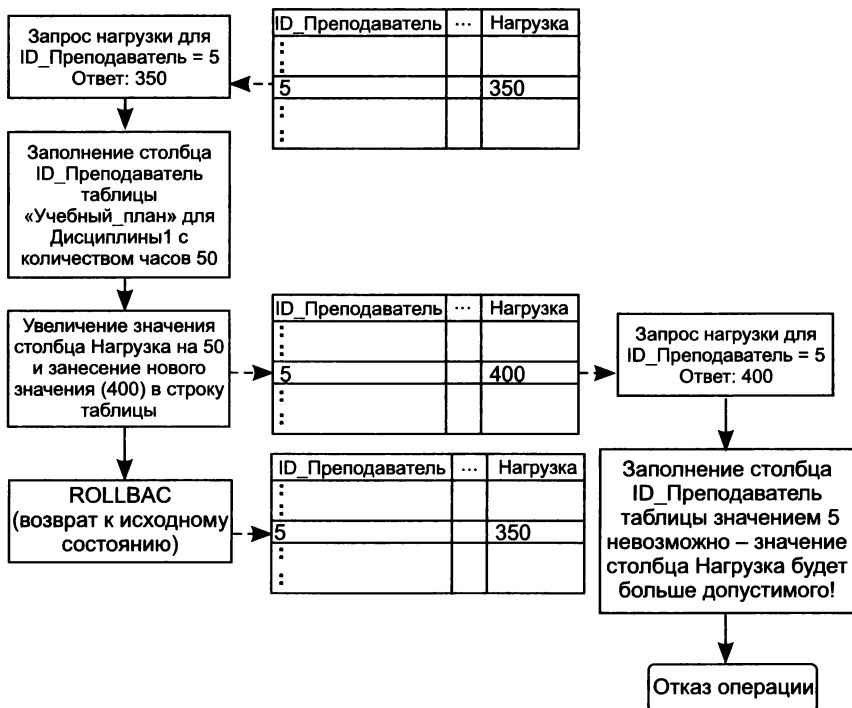 Запрос нагрузки для
ID_Преподаватель = 5
Ответ: 350
ID_Преподаватель ... Нагрузка
5 350
Заполнение столбца
ID_Преподаватель
таблицы
«Учебный_план» для
Дисциплины1 с
количеством часов 50
Увеличение значения
столбца Нагрузка на 50
и занесение нового
значения (400) в строку
таблицы
ID_Преподаватель ... Нагрузка
5 400
Запрос нагрузки для
ID_Преподаватель = 5
Ответ: 400
ROLLBAC
(возврат к исходному
состоянию)
ID_Преподаватель ... Нагрузка
5 350
Заполнение столбца
ID_Преподаватель
таблицы значением 5
невозможно – значение
столбца Нагрузка будет
больше допустимого!
Отказ операции